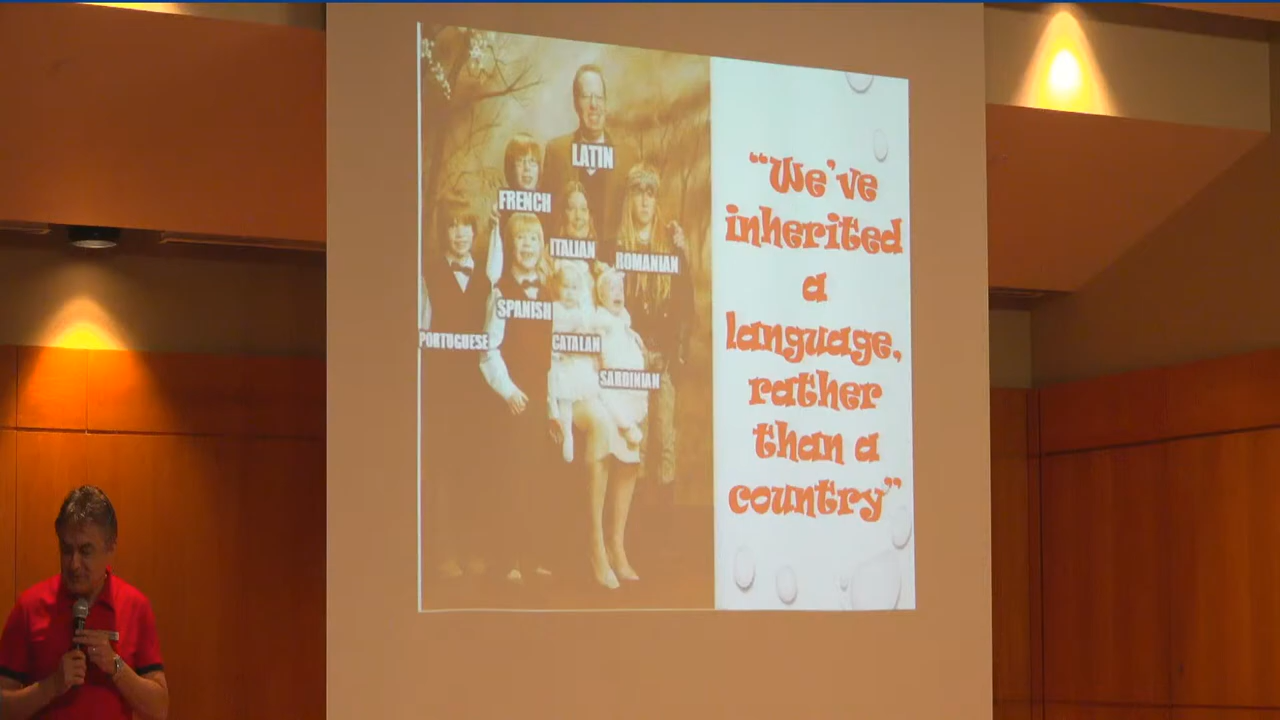 LATIN
FRENCH
ITALIAN
ROMANIAN
SPANISH
PORTUGUESE
CATALAN
SARDINIAN
“We’ve
inherited
a
language,
rather
than a
country”